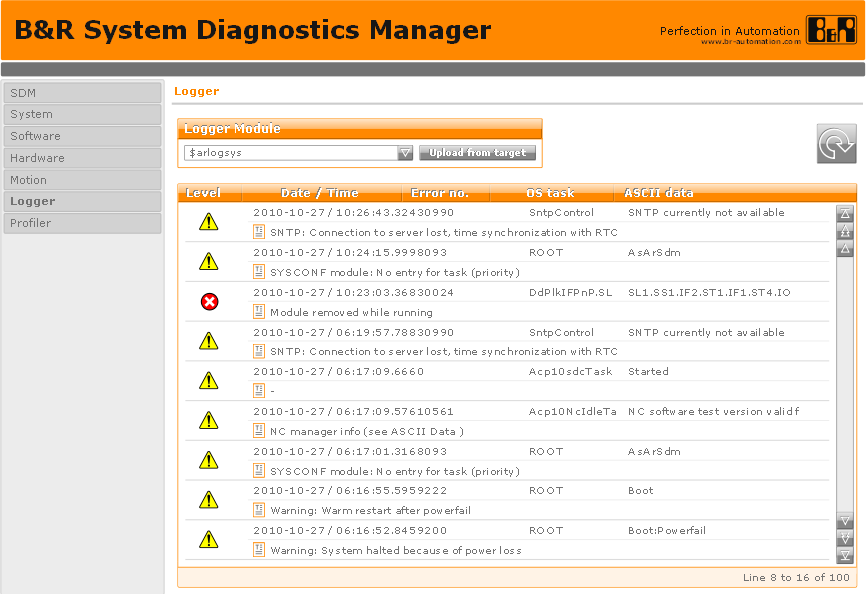 B&R System Diagnostics Manager
Perfection in Automation
www.br-automation.com
B&R
SDM
System
Software
Hardware
Motion
Logger
Profiler
Logger
Logger Module
$arlogsys Upload from target
Level Date / Time Error no. OS task ASCII data
2010-10-27 / 10:26:43.32430990 SntpControl SNTP currently not available
SNTP: Connection to server lost, time synchronization with RTC
2010-10-27 / 10:24:15.9998093 ROOT AsArSdm
SYSCONF module: No entry for task (priority)
2010-10-27 / 10:23:03.36830024 DdPlkIFPnP.SL SL1.SS1.IF2.ST1.IF1.ST4.IO
Module removed while running
2010-10-27 / 06:19:57.78830990 SntpControl SNTP currently not available
SNTP: Connection to server lost, time synchronization with RTC
2010-10-27 / 06:17:09.6660 Acp10sdcTask Started
-
2010-10-27 / 06:17:09.57610561 Acp10NcIdleTa NC software test version valid f
NC manager info (see ASCII Data )
2010-10-27 / 06:17:01.3168093 ROOT AsArSdm
SYSCONF module: No entry for task (priority)
2010-10-27 / 06:16:55.5959222 ROOT Boot
Warning: Warm restart after powerfail
2010-10-27 / 06:16:52.8459200 ROOT Boot:Powerfail
Warning: System halted because of power loss
Line 8 to 16 of 100